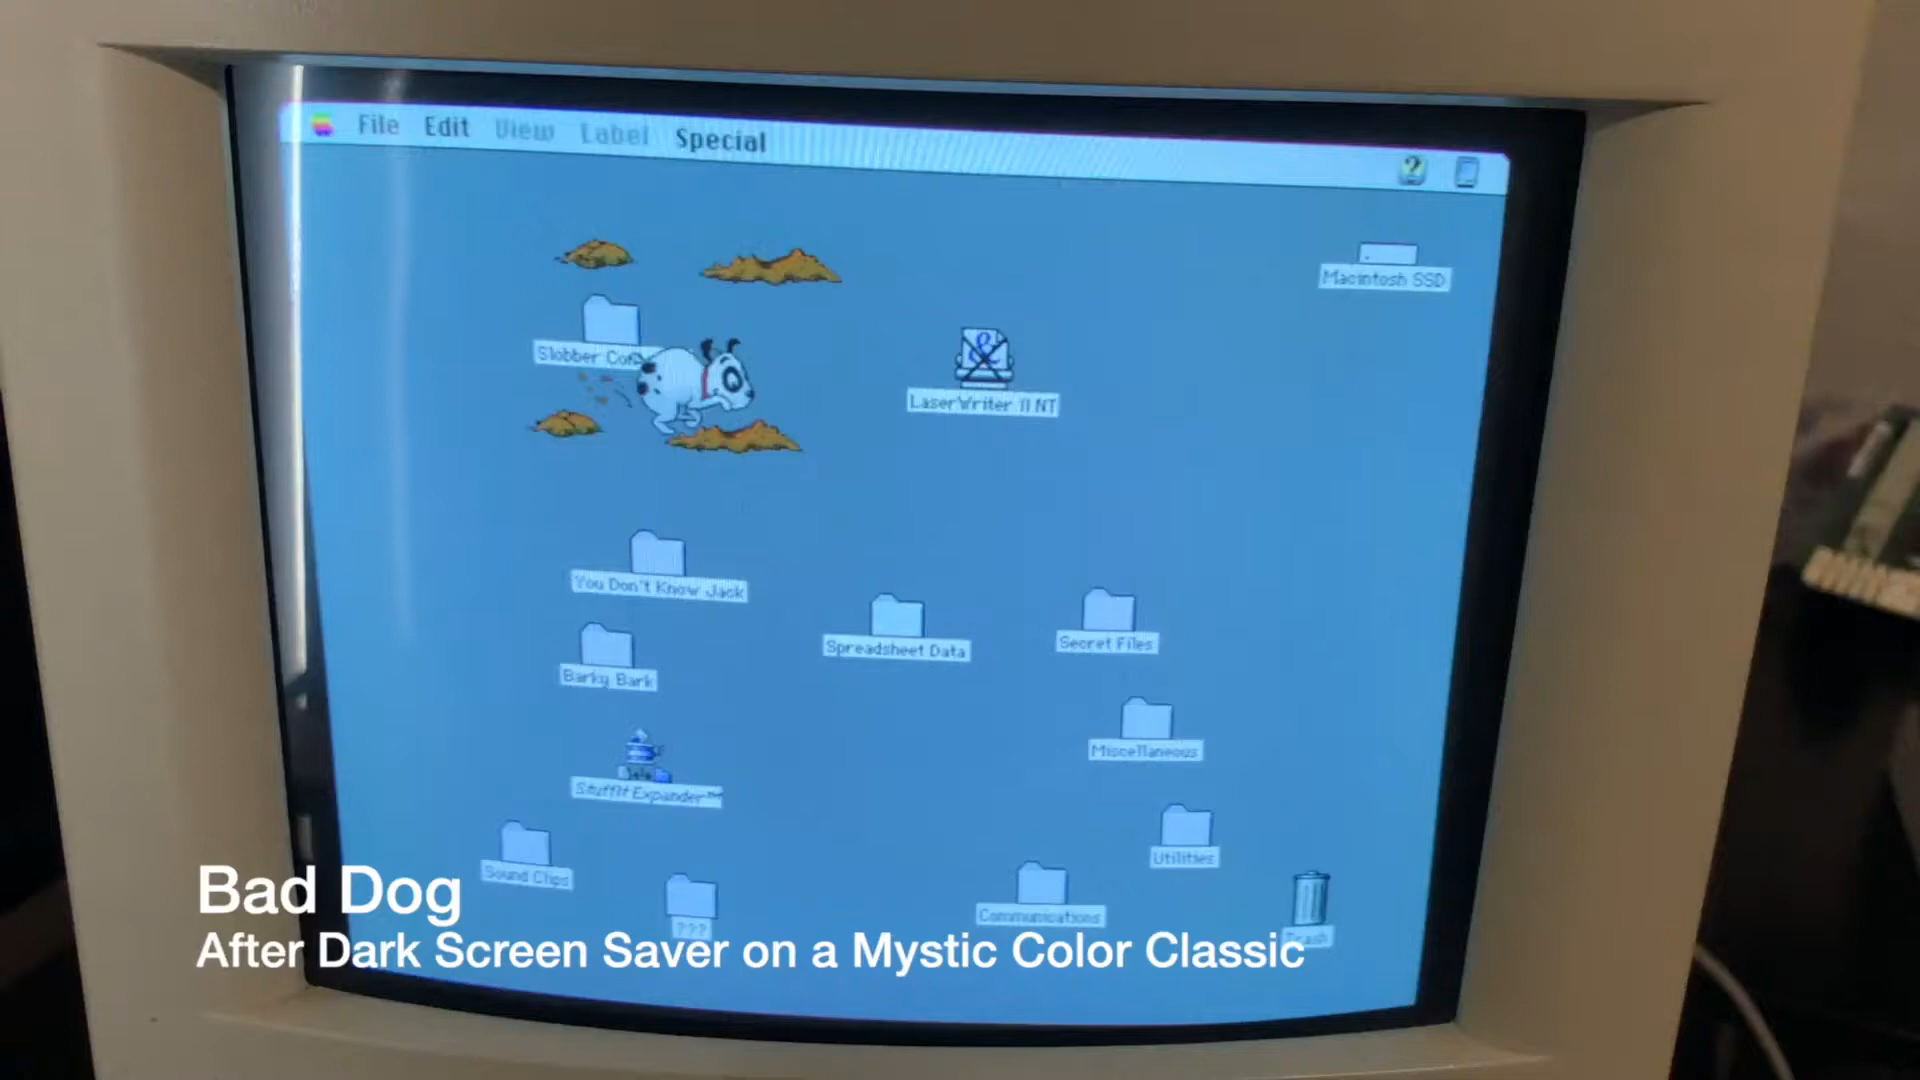 File Edit View Label Special
Macintosh SSD
Slobber
LaserWriter II NT
You Don't Know Jack
Spreadsheet Data
Secret Files
Barky Bark
Miscellaneous
StuffIt Expander™
Utilities
Sound Clips
Communications
???
Trash
Bad Dog
After Dark Screen Saver on a Mystic Color Classic